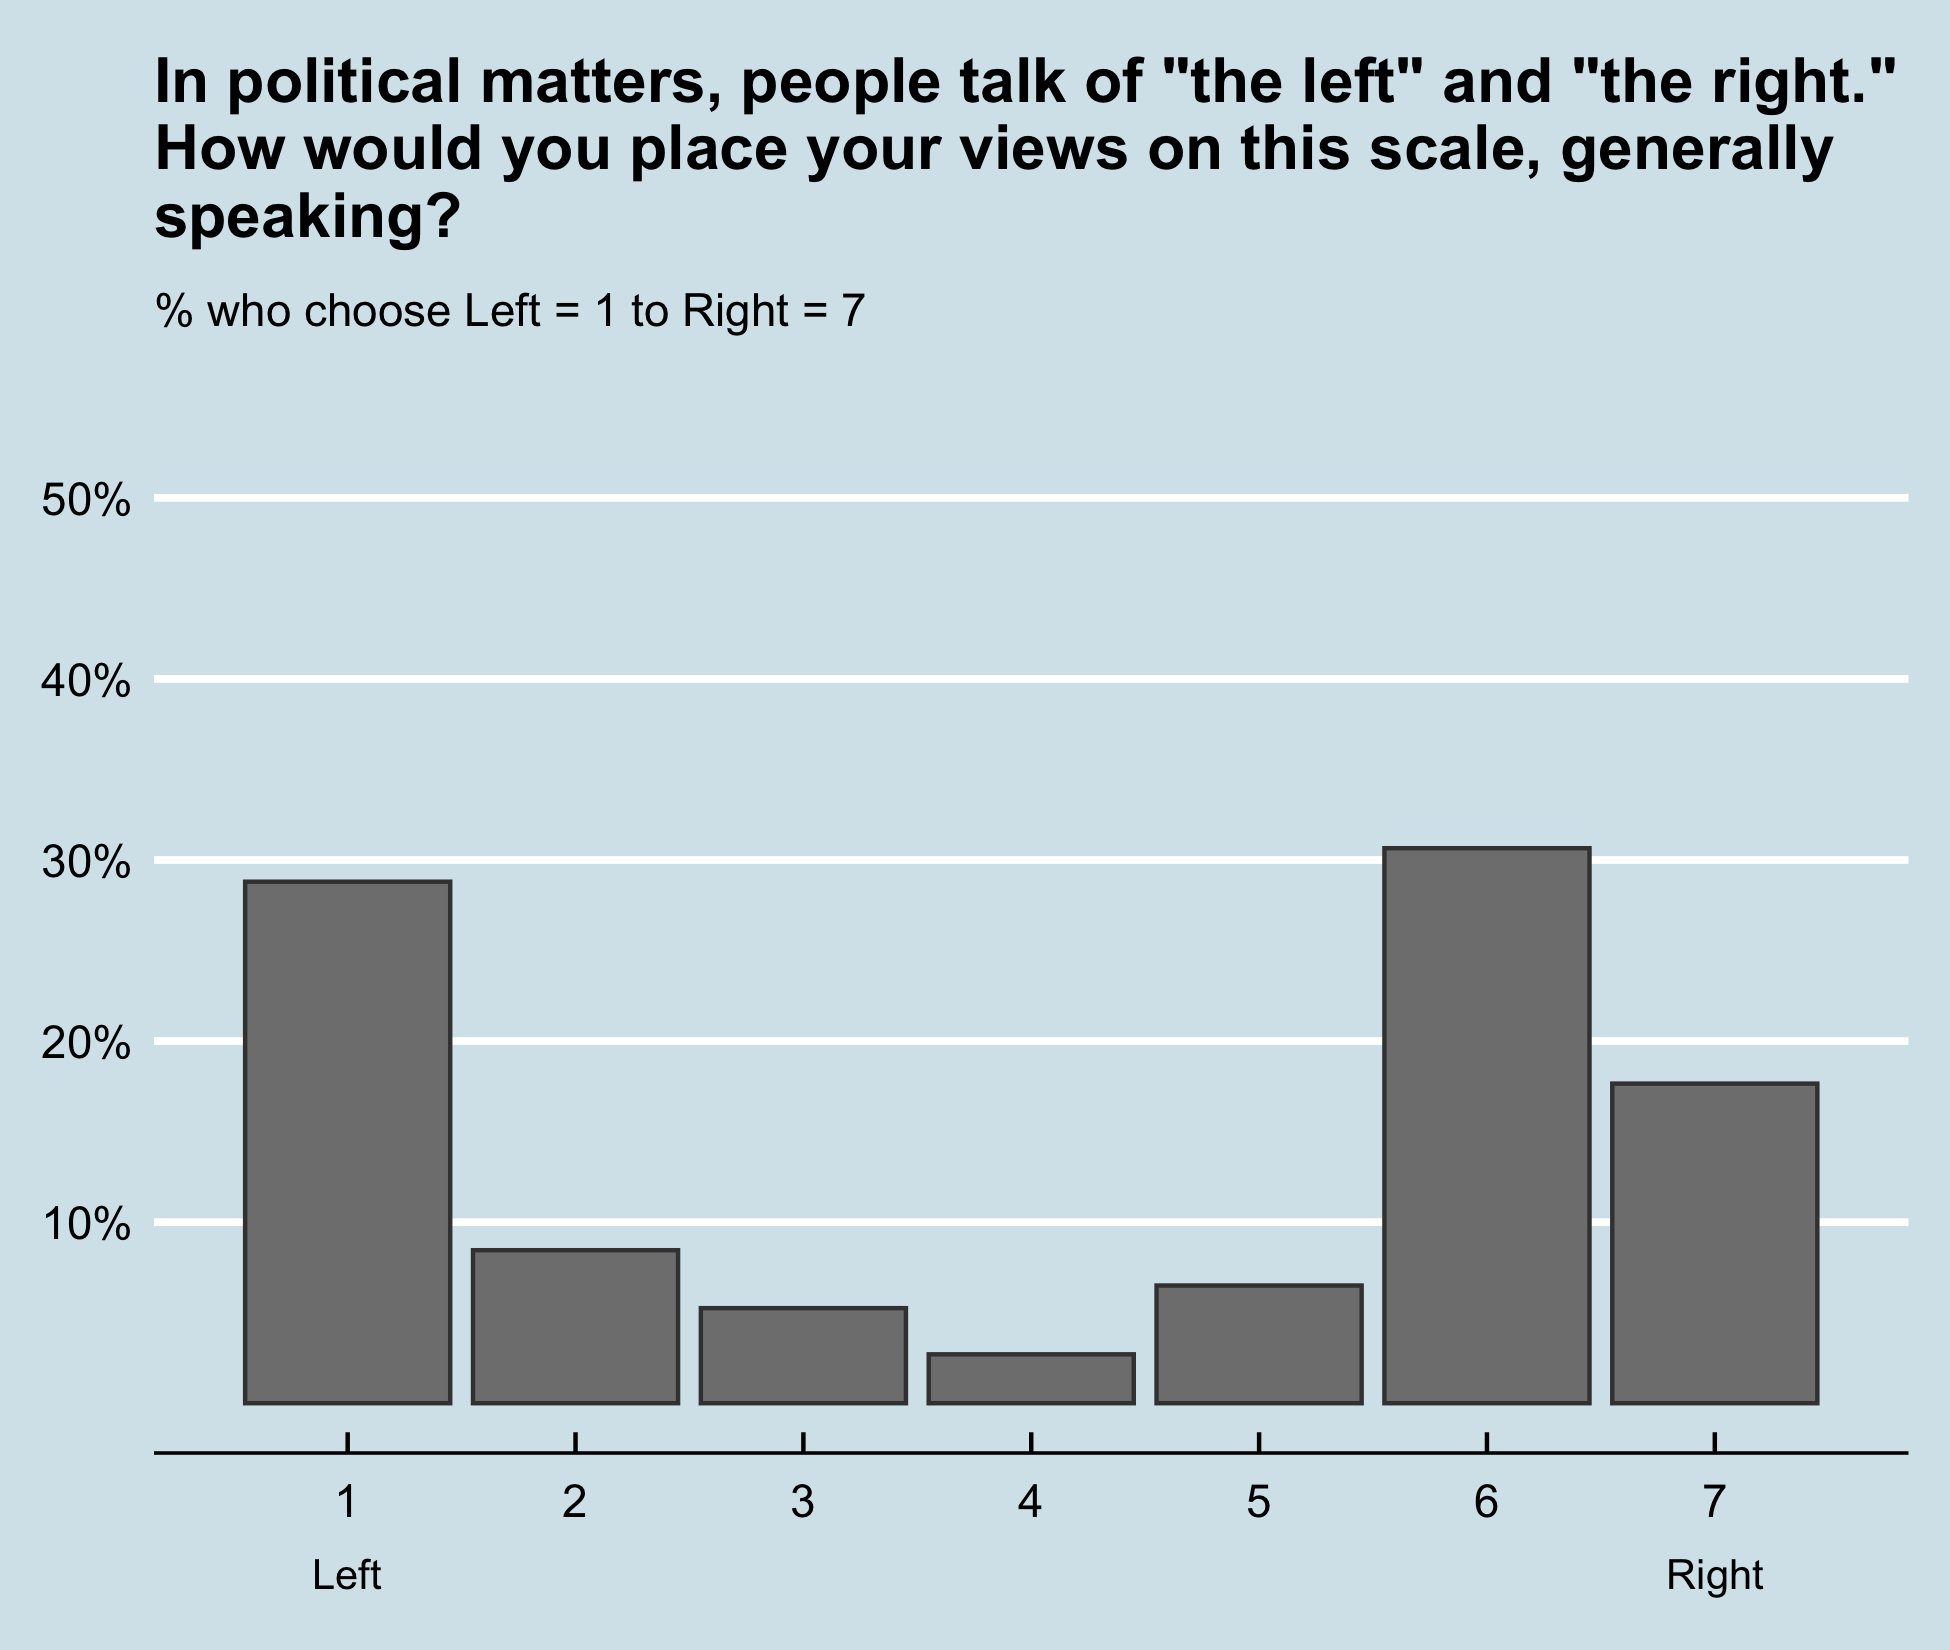 In political matters, people talk of "the left" and "the right."
How would you place your views on this scale, generally
speaking?
% who choose Left = 1 to Right = 7
50%
40%
30%
20%
10%
1 2 3 4 5 6 7
Left Right